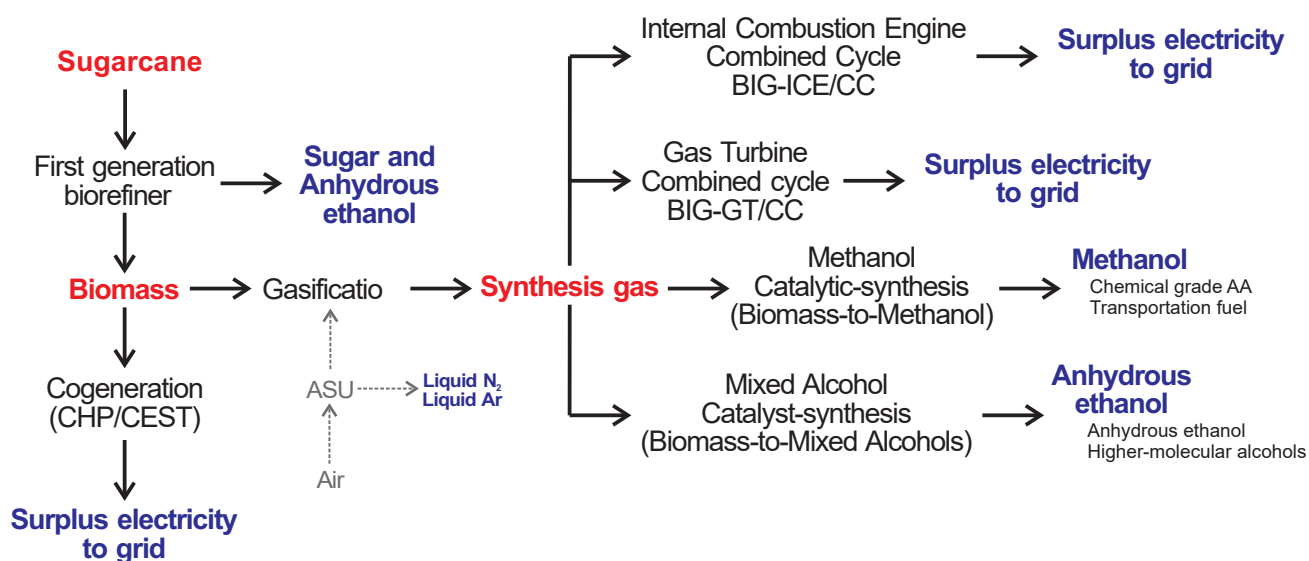 Sugarcane
First generation
biorefiner
Sugar and
Anhydrous
ethanol
Biomass
Gasificatio
Synthesis gas
Cogeneration
(CHP/CEST)
Surplus electricity
to grid
ASU
Liquid N₂
Liquid Ar
Air
Internal Combustion Engine
Combined Cycle
BIG-ICE/CC
Surplus electricity
to grid
Gas Turbine
Combined cycle
BIG-GT/CC
Surplus electricity
to grid
Methanol
Catalytic-synthesis
(Biomass-to-Methanol)
Methanol
Chemical grade AA
Transportation fuel
Mixed Alcohol
Catalyst-synthesis
(Biomass-to-Mixed Alcohols)
Anhydrous
ethanol
Anhydrous ethanol
Higher-molecular alcohols